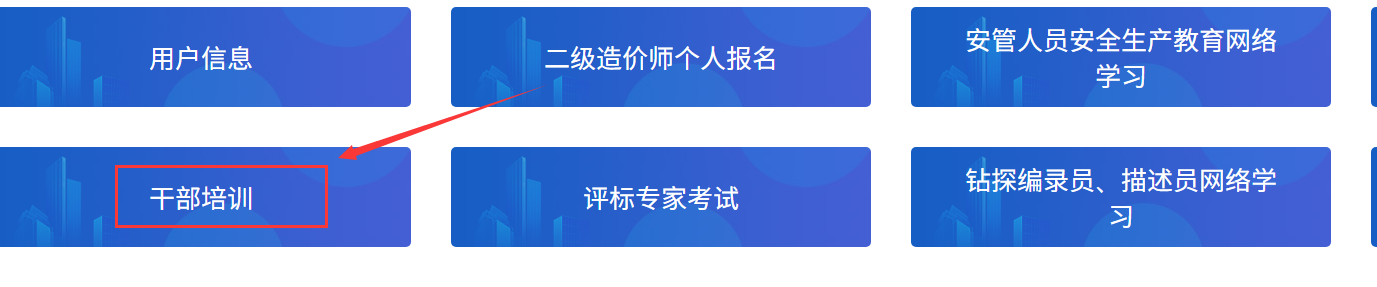 用户信息
二级造价师个人报名
安管人员安全生产教育网络
学习
干部培训
评标专家考试
钻探编录员、描述员网络学
习